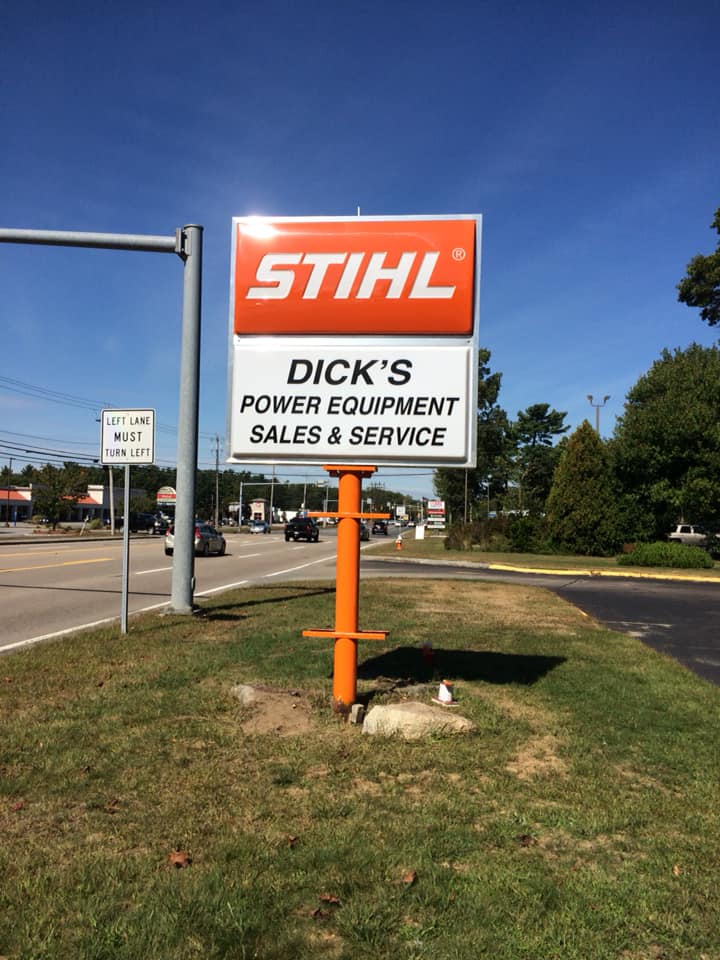 STIHL®
DICK'S
POWER EQUIPMENT
SALES & SERVICE
LEFT LANE
MUST
TURN LEFT